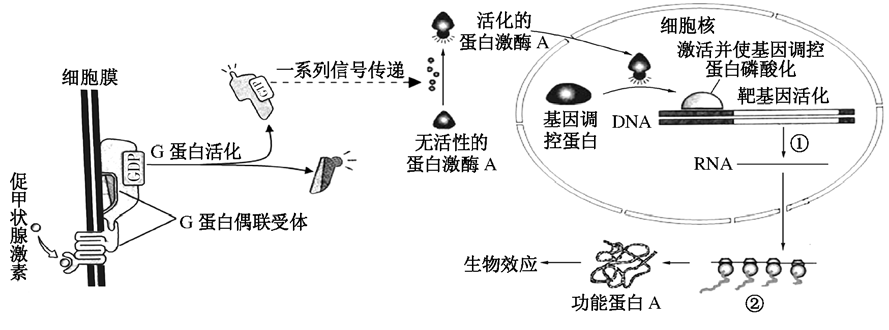 细胞膜
促甲状腺激素
GDP
G 蛋白活化
G 蛋白偶联受体
GTP
一系列信号传递
活化的
蛋白激酶 A
无活性的
蛋白激酶 A
细胞核
激活并使基因调控
蛋白磷酸化
基因调
控蛋白
DNA
靶基因活化
①
RNA
②
功能蛋白 A
生物效应